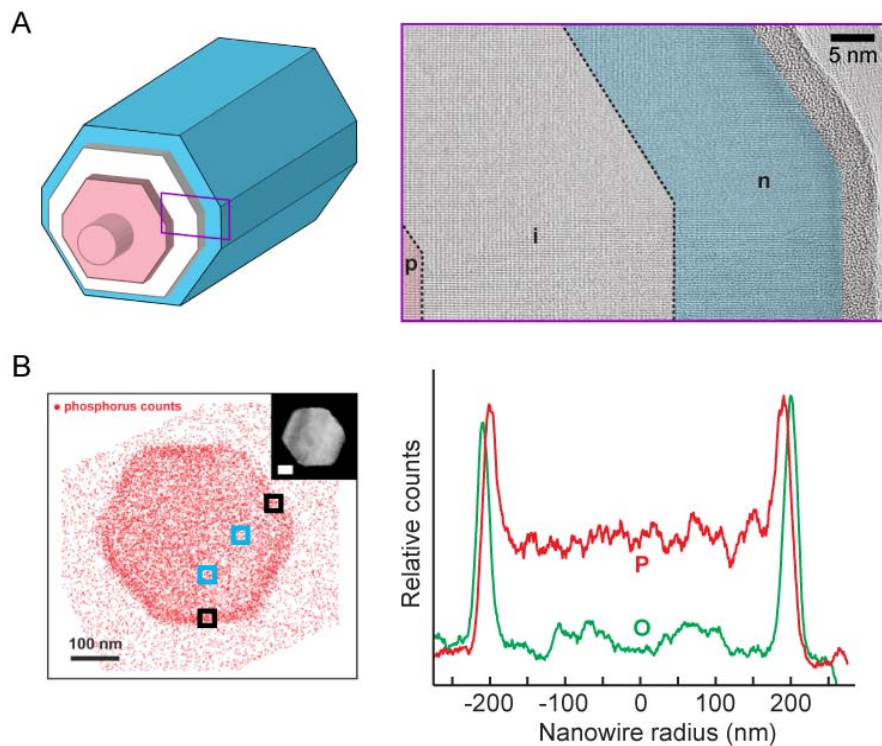 A
5 nm
n
i
p
B
• phosphorus counts
100 nm
Relative counts
P
O
-200 -100 0 100 200
Nanowire radius (nm)